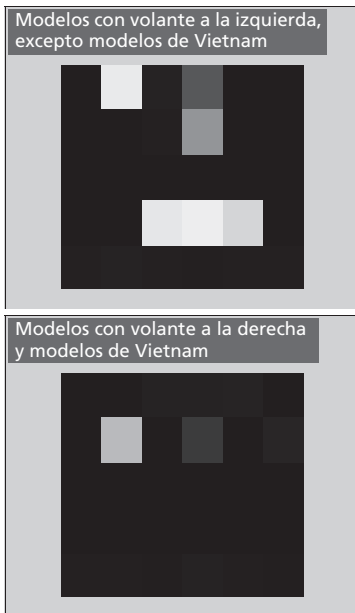 Modelos con volante a la izquierda,
excepto modelos de Vietnam
Modelos con volante a la derecha
y modelos de Vietnam